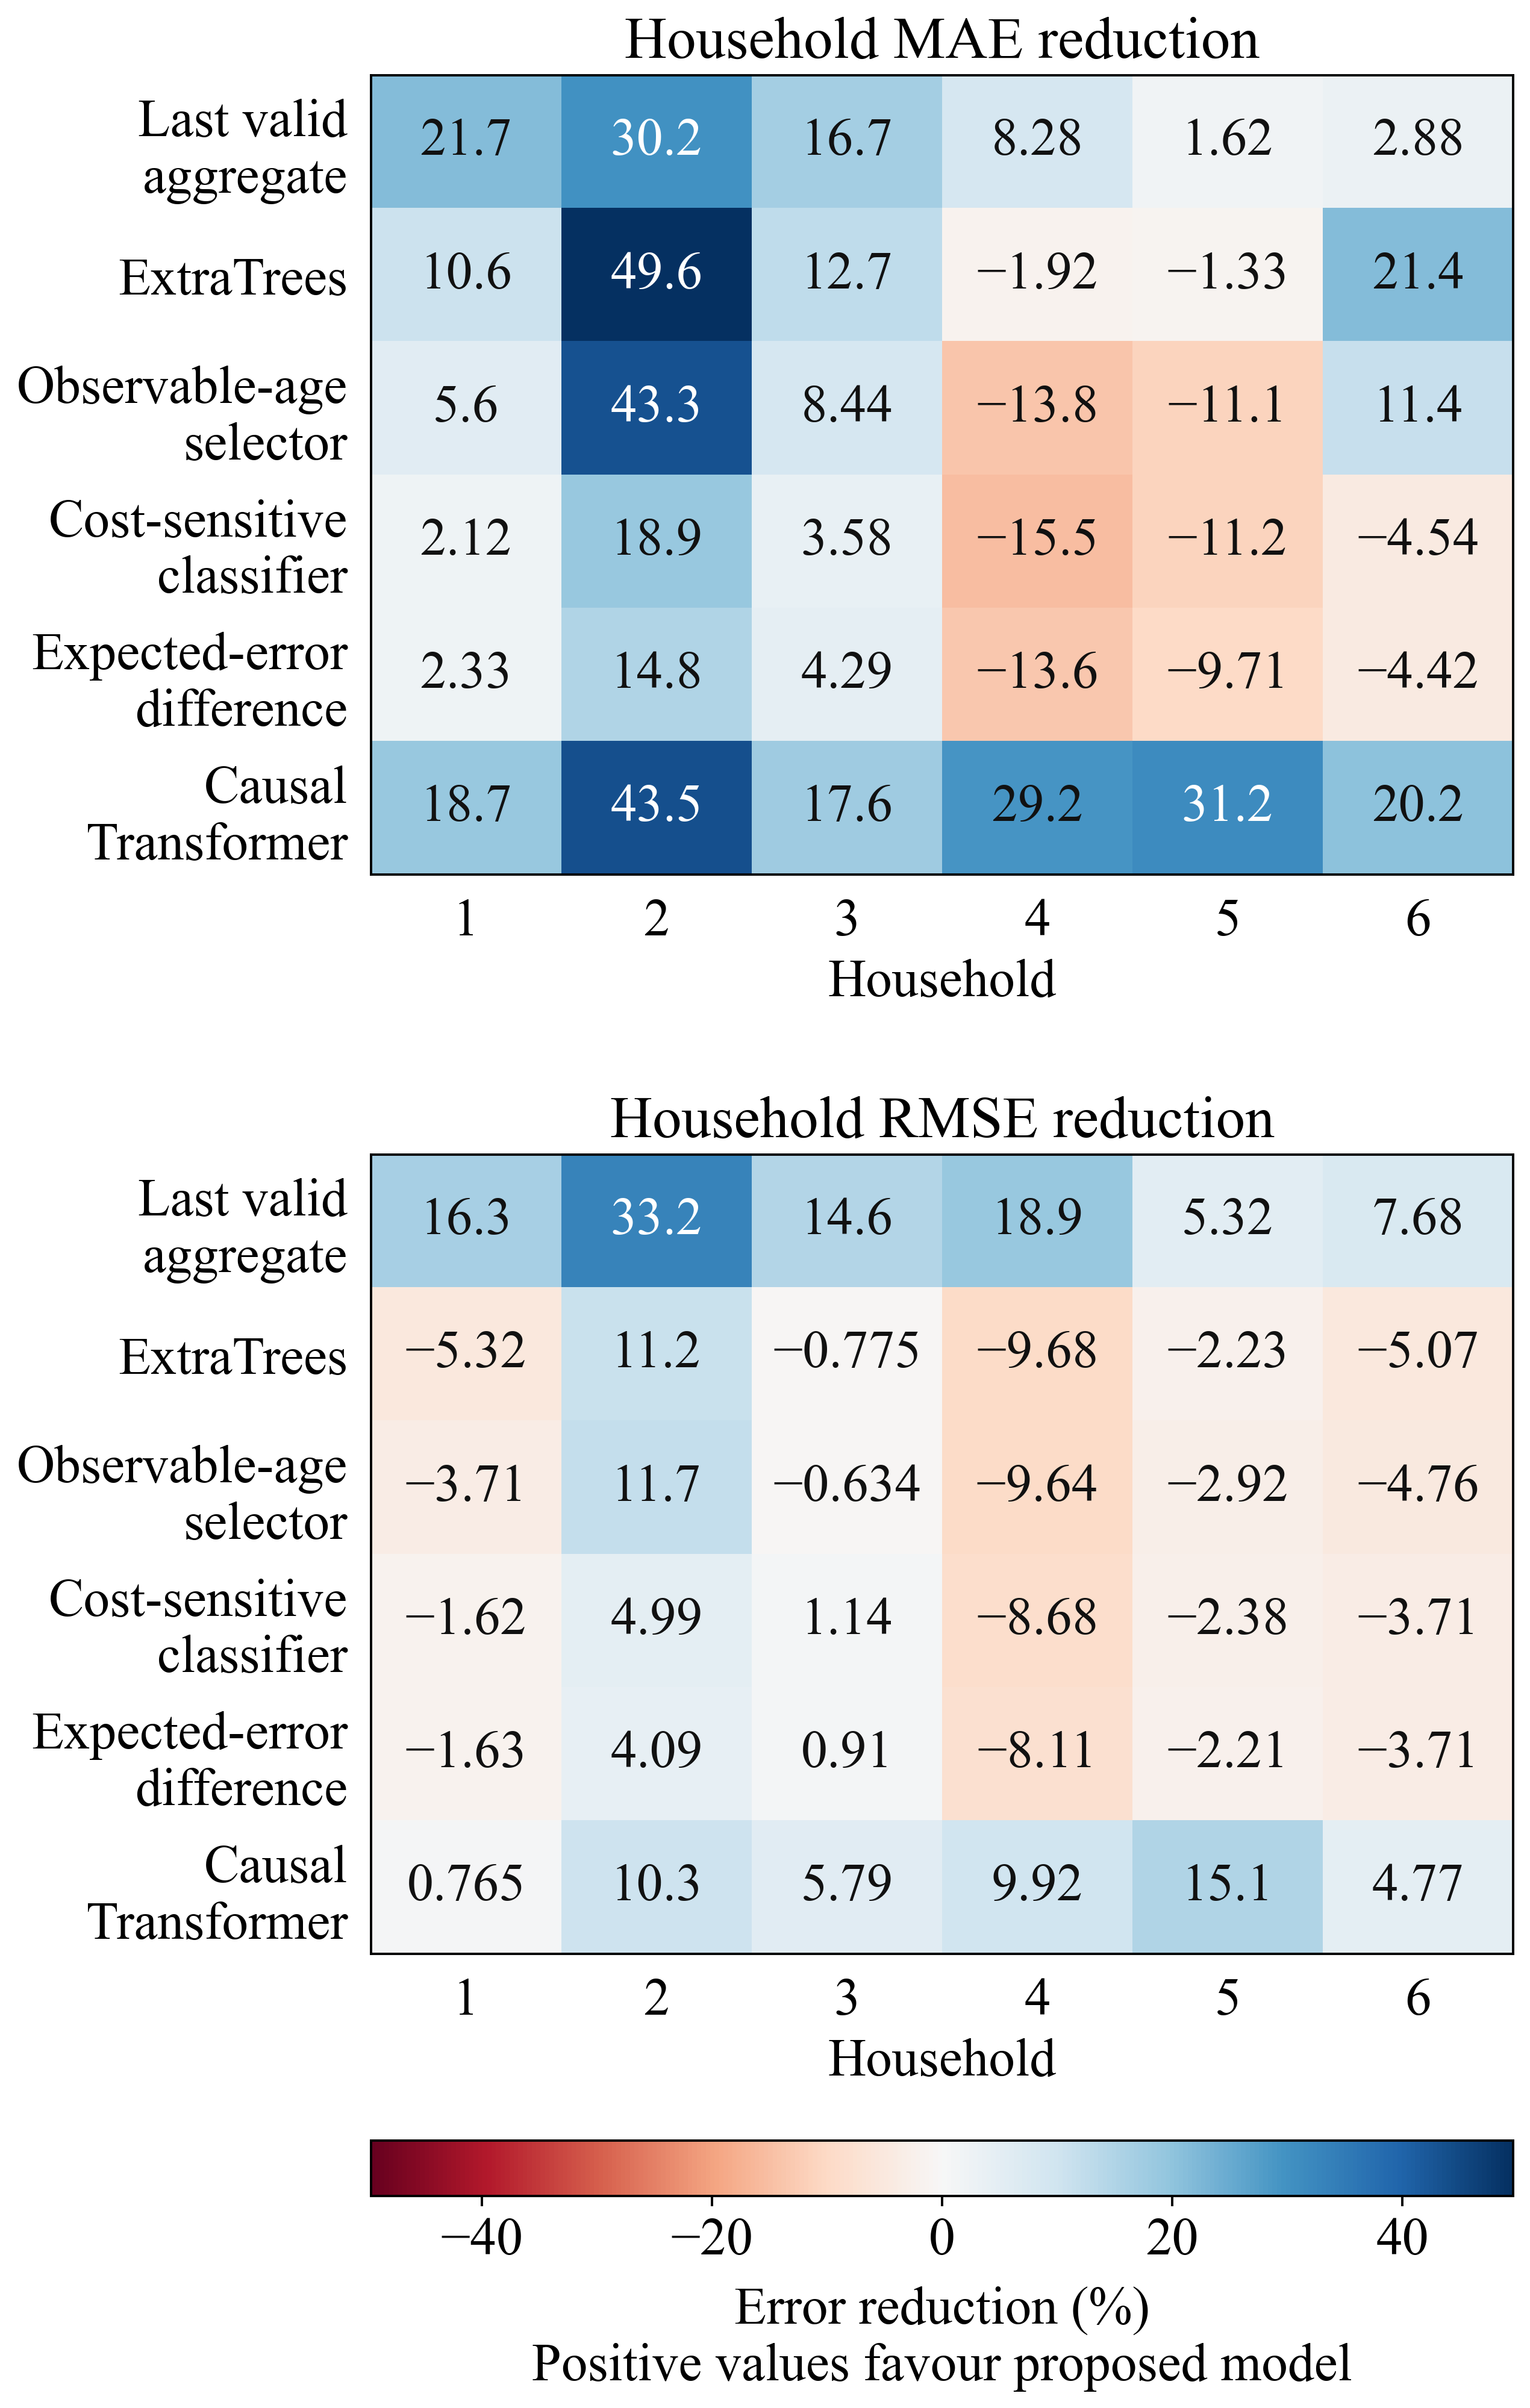 Household MAE reduction
Last valid
aggregate
21.7 30.2 16.7 8.28 1.62 2.88
ExtraTrees
10.6 49.6 12.7 −1.92 −1.33 21.4
Observable-age
selector
5.6 43.3 8.44 −13.8 −11.1 11.4
Cost-sensitive
classifier
2.12 18.9 3.58 −15.5 −11.2 −4.54
Expected-error
difference
2.33 14.8 4.29 −13.6 −9.71 −4.42
Causal
Transformer
18.7 43.5 17.6 29.2 31.2 20.2
1 2 3 4 5 6
Household
Household RMSE reduction
Last valid
aggregate
16.3 33.2 14.6 18.9 5.32 7.68
ExtraTrees
−5.32 11.2 −0.775 −9.68 −2.23 −5.07
Observable-age
selector
−3.71 11.7 −0.634 −9.64 −2.92 −4.76
Cost-sensitive
classifier
−1.62 4.99 1.14 −8.68 −2.38 −3.71
Expected-error
difference
−1.63 4.09 0.91 −8.11 −2.21 −3.71
Causal
Transformer
0.765 10.3 5.79 9.92 15.1 4.77
1 2 3 4 5 6
Household
−40 −20 0 20 40
Error reduction (%)
Positive values favour proposed model